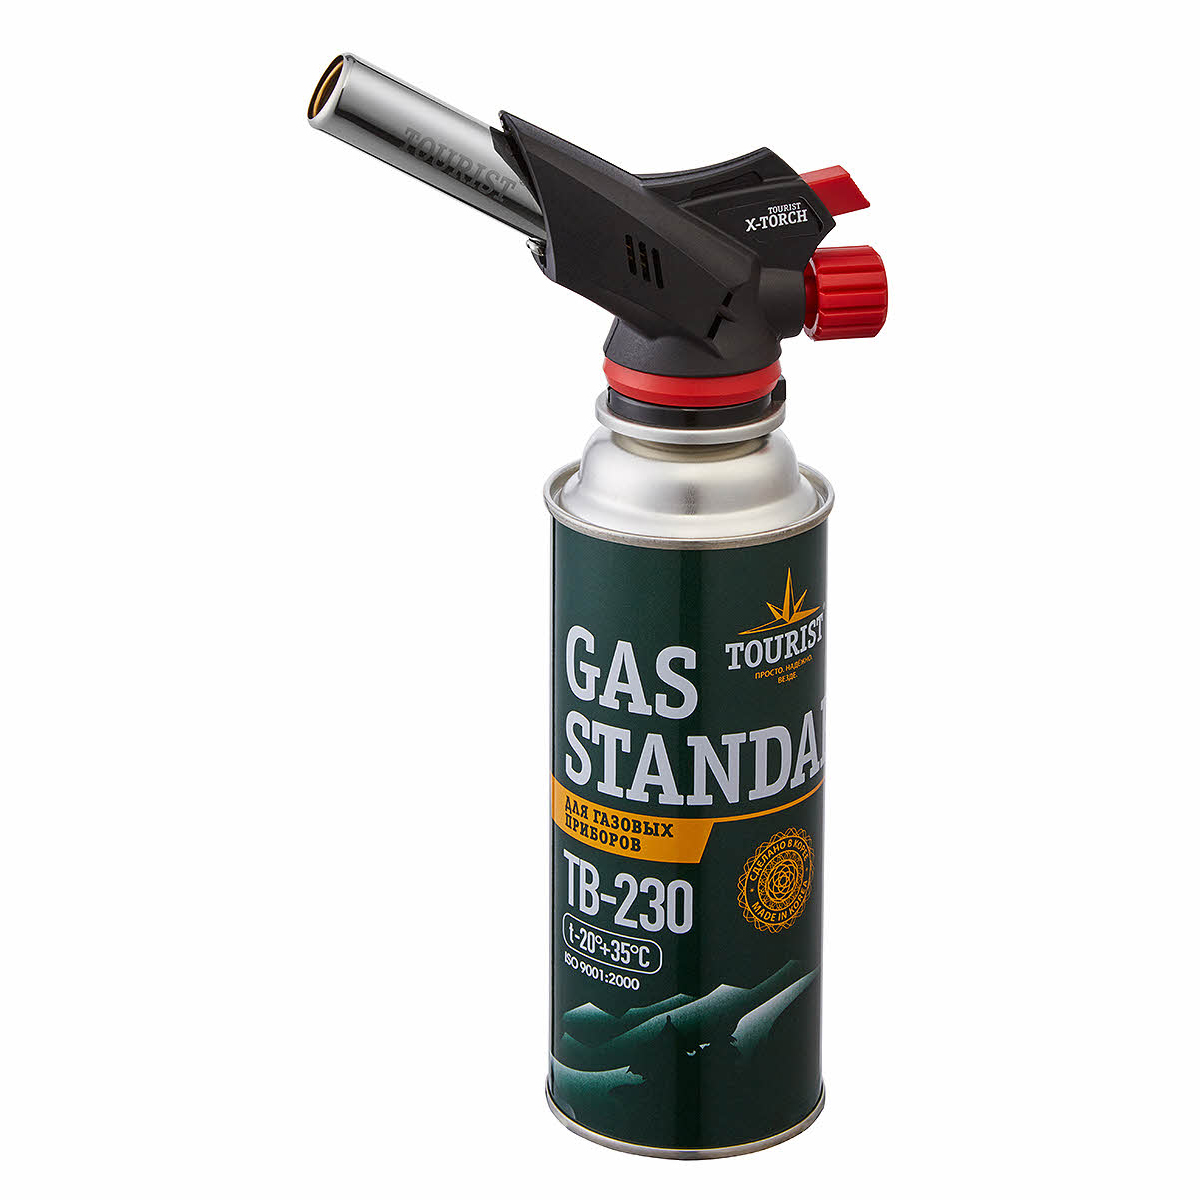 TOURIST
TOURIST
X-TORCH
TOURIST
ПРОСТО. НАДЁЖНО.
ВЕЗДЕ.
GAS
STANDA
ДЛЯ ГАЗОВЫХ
ПРИБОРОВ
TB-230
t-20°+35°C
ISO 9001:2000
СДЕЛАНО В КОРЕЕ
MADE IN KOREA